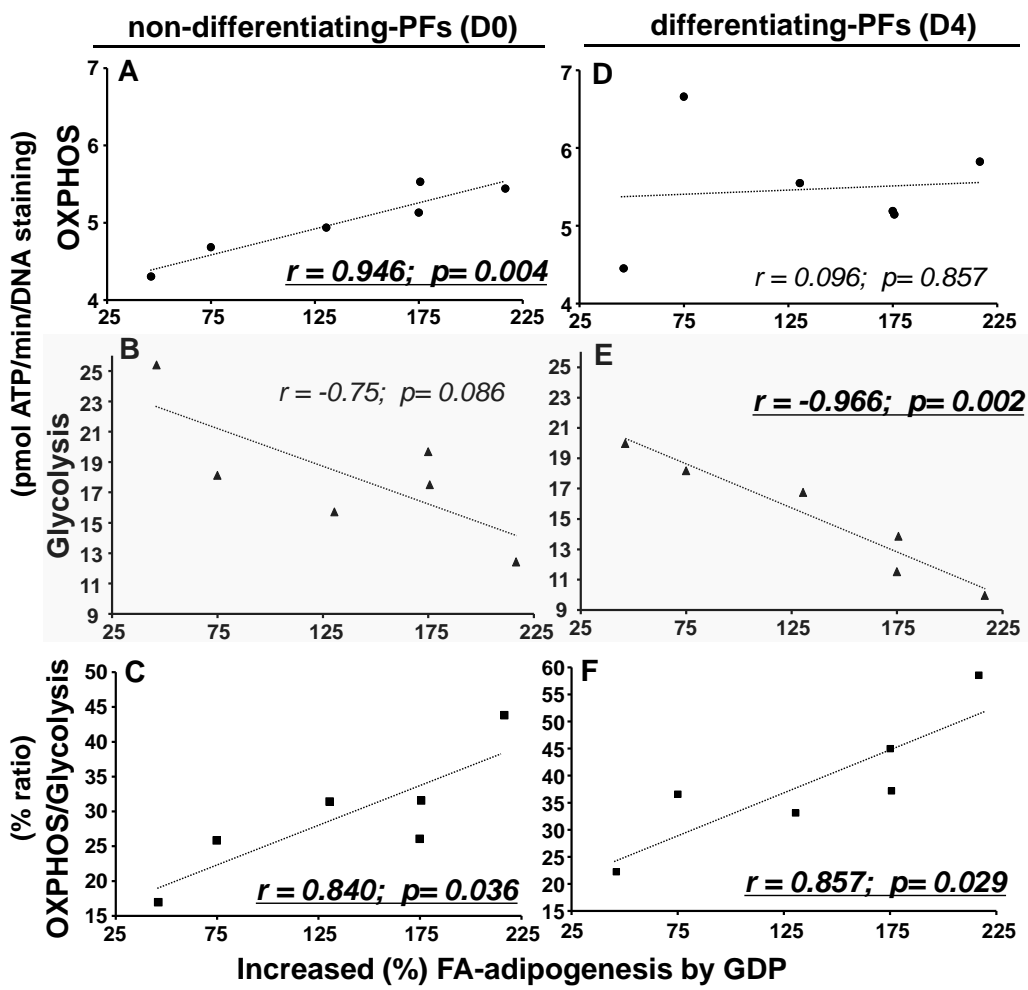 non-differentiating-PFs (D0)
differentiating-PFs (D4)
(pmol ATP/min/DNA staining)
OXPHOS
A
7
6
5
4
25 75 125 175 225
r = 0.946; p= 0.004
D
7
6
5
4
25 75 125 175 225
r = 0.096; p= 0.857
Glycolysis
B
25
23
21
19
17
15
13
11
9
25 75 125 175 225
r = -0.75; p= 0.086
E
25
23
21
19
17
15
13
11
9
25 75 125 175 225
r = -0.966; p= 0.002
(% ratio)
OXPHOS/Glycolysis
C
50
45
40
35
30
25
20
15
25 75 125 175 225
r = 0.840; p= 0.036
F
60
55
50
45
40
35
30
25
20
15
25 75 125 175 225
r = 0.857; p= 0.029
Increased (%) FA-adipogenesis by GDP